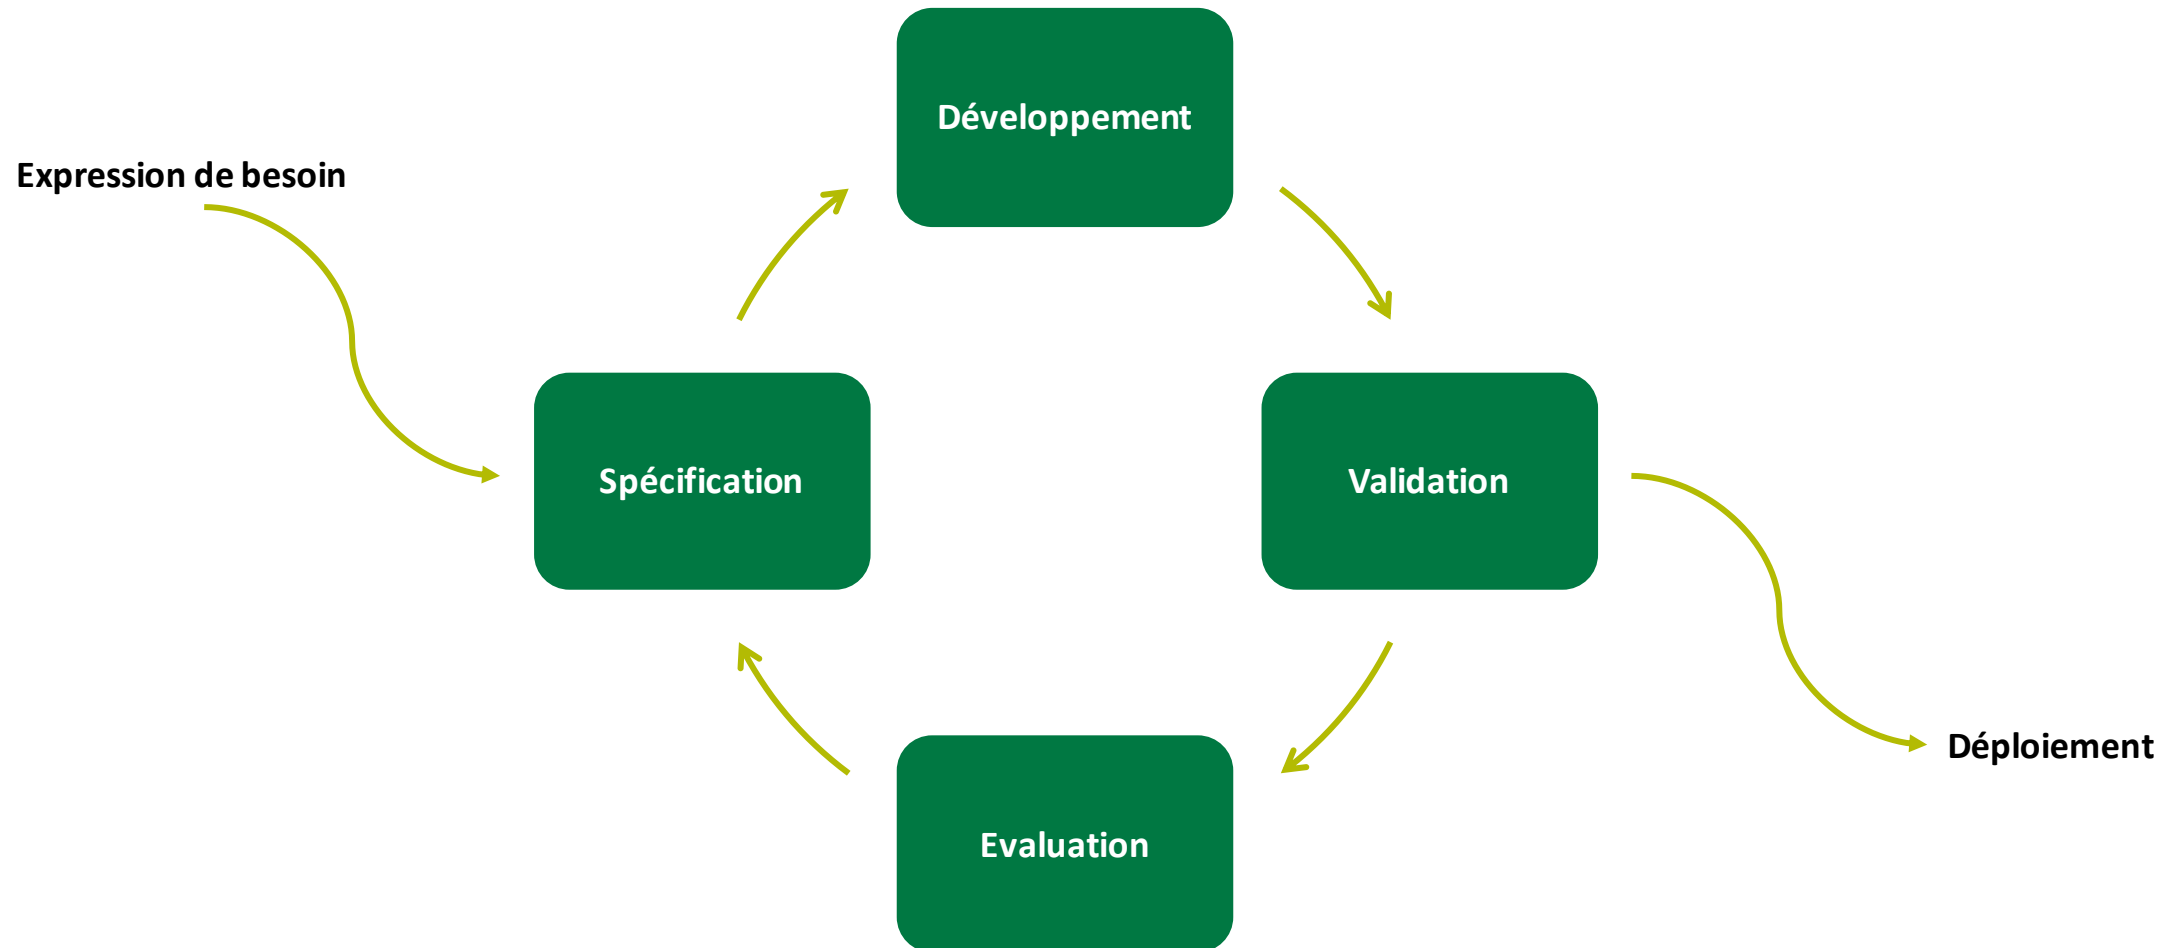 Développement
Expression de besoin
Spécification
Validation
Déploiement
Evaluation